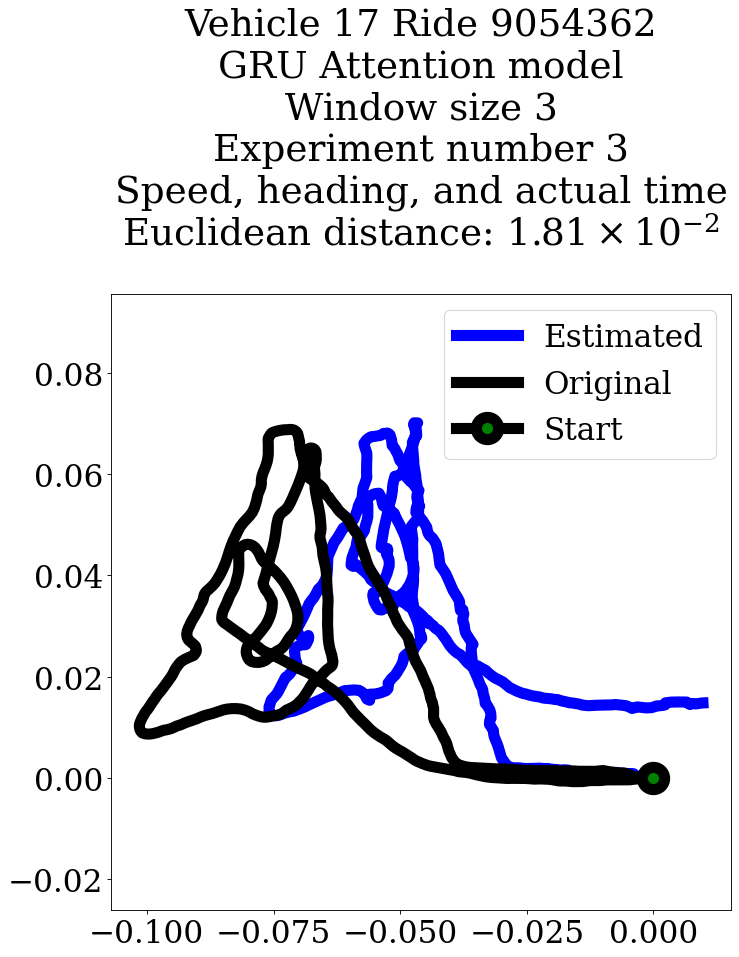 Vehicle 17 Ride 9054362
GRU Attention model
Window size 3
Experiment number 3
Speed, heading, and actual time
Euclidean distance: 1.81 × 10⁻²
Estimated
Original
Start
0.08
0.06
0.04
0.02
0.00
−0.02
−0.100 −0.075 −0.050 −0.025 0.000